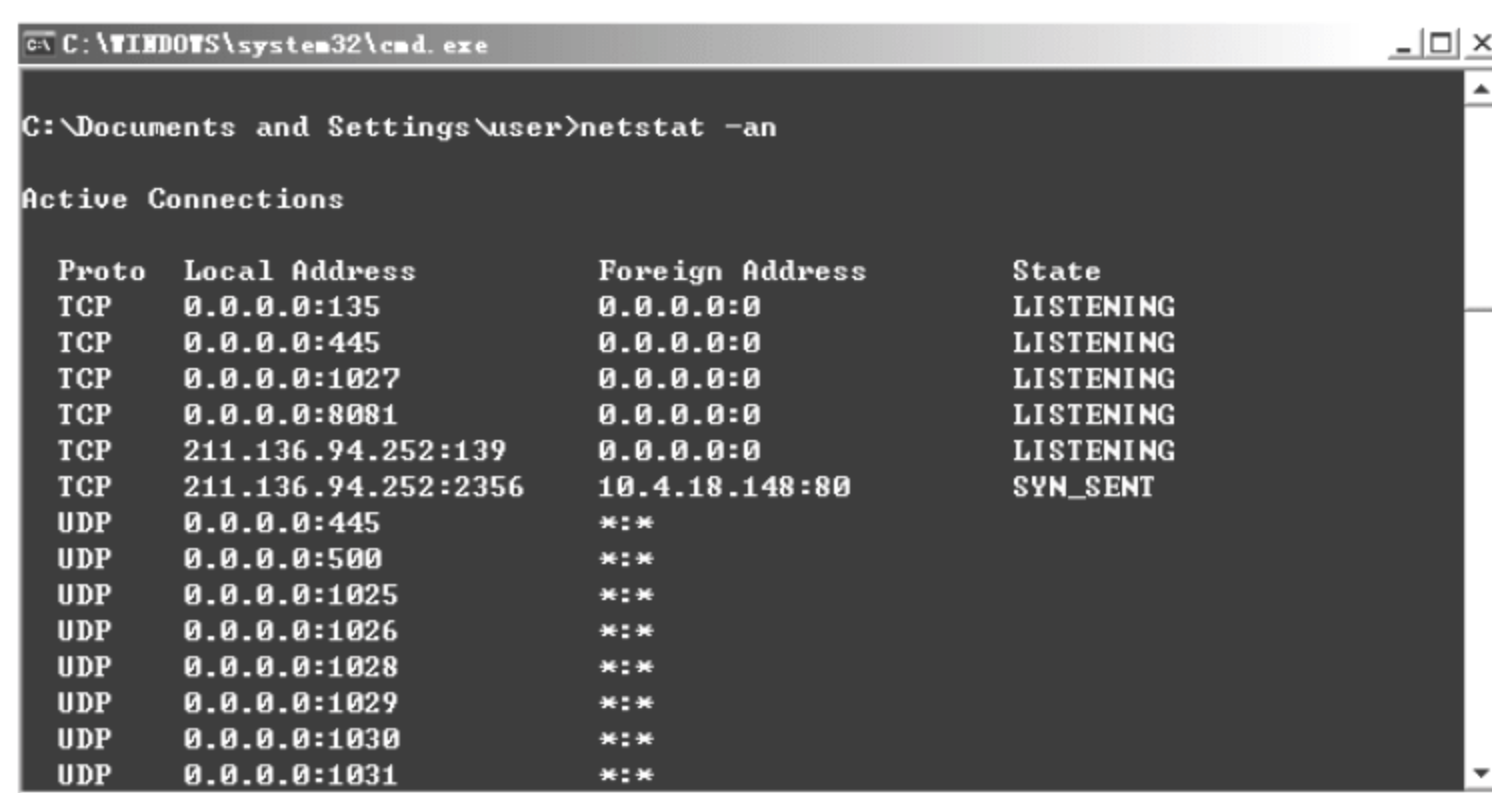 C:\WINDOWS\system32\cmd.exe
C:\Documents and Settings\user>netstat -an
Active Connections
Proto Local Address Foreign Address State
TCP 0.0.0.0:135 0.0.0.0:0 LISTENING
TCP 0.0.0.0:445 0.0.0.0:0 LISTENING
TCP 0.0.0.0:1027 0.0.0.0:0 LISTENING
TCP 0.0.0.0:8081 0.0.0.0:0 LISTENING
TCP 211.136.94.252:139 0.0.0.0:0 LISTENING
TCP 211.136.94.252:2356 10.4.18.148:80 SYN_SENT
UDP 0.0.0.0:445 *:*
UDP 0.0.0.0:500 *:*
UDP 0.0.0.0:1025 *:*
UDP 0.0.0.0:1026 *:*
UDP 0.0.0.0:1028 *:*
UDP 0.0.0.0:1029 *:*
UDP 0.0.0.0:1030 *:*
UDP 0.0.0.0:1031 *:*